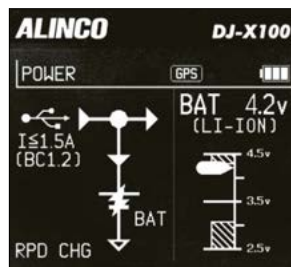 ALINCO DJ-X100
POWER GPS
BAT 4.2v
(LI-ION)
I≦1.5A
(BC1.2)
4.5v
3.5v
BAT
RPD CHG
2.5v